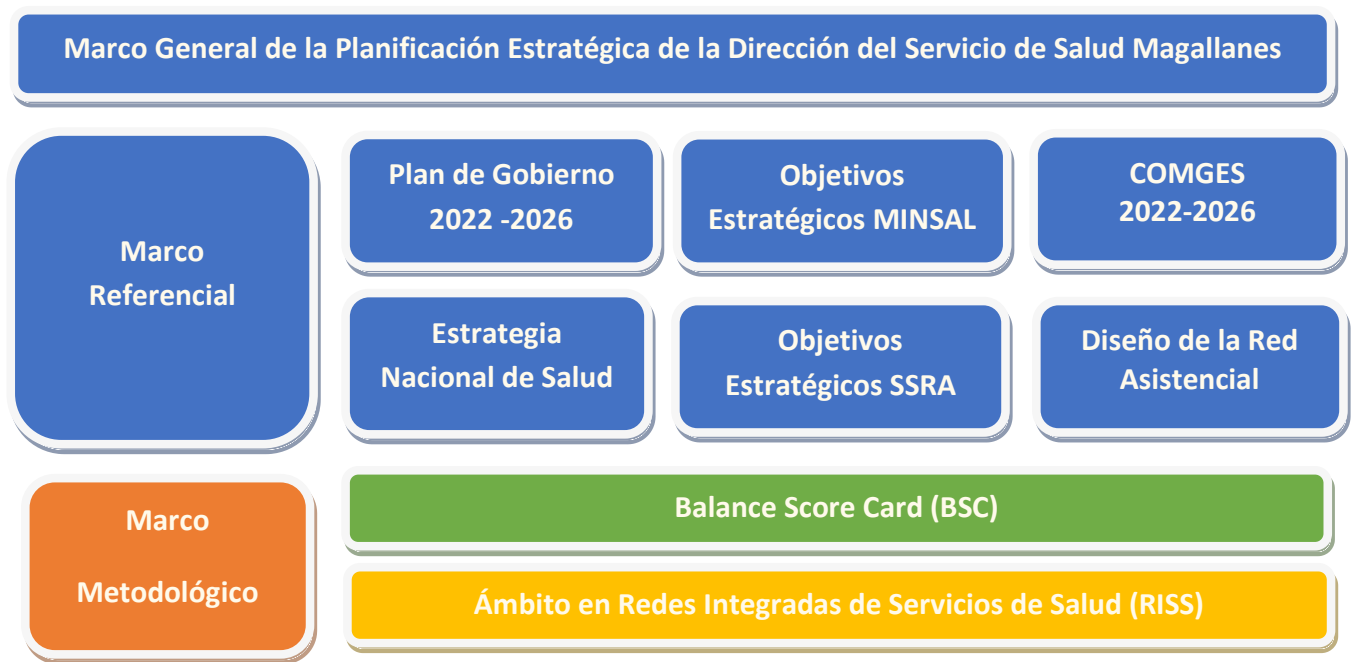 Marco General de la Planificación Estratégica de la Dirección del Servicio de Salud Magallanes
Marco
Referencial
Plan de Gobierno
2022 -2026
Objetivos
Estratégicos MINSAL
COMGES
2022-2026
Estrategia
Nacional de Salud
Objetivos
Estratégicos SSRA
Diseño de la Red
Asistencial
Marco
Metodológico
Balance Score Card (BSC)
Ámbito en Redes Integradas de Servicios de Salud (RISS)